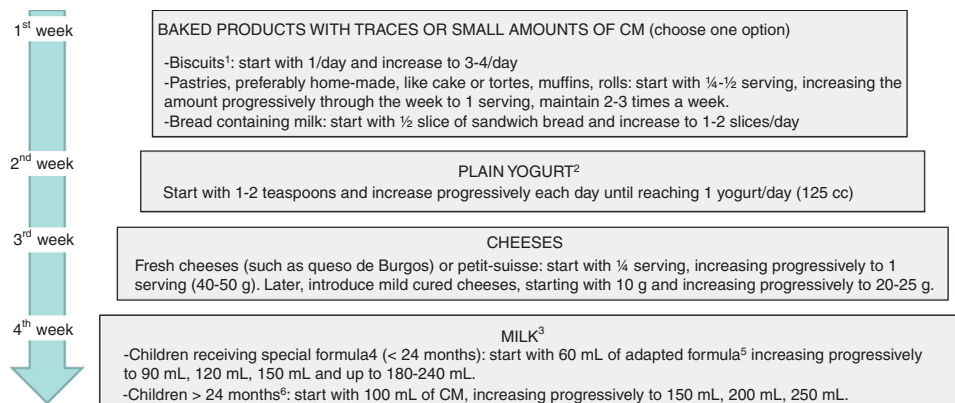 1st week
BAKED PRODUCTS WITH TRACES OR SMALL AMOUNTS OF CM (choose one option)
-Biscuits¹: start with 1/day and increase to 3-4/day
-Pastries, preferably home-made, like cake or tortes, muffins, rolls: start with ¼-½ serving, increasing the
amount progressively through the week to 1 serving, maintain 2-3 times a week.
-Bread containing milk: start with ½ slice of sandwich bread and increase to 1-2 slices/day
2nd week
PLAIN YOGURT²
Start with 1-2 teaspoons and increase progressively each day until reaching 1 yogurt/day (125 cc)
3rd week
CHEESES
Fresh cheeses (such as queso de Burgos) or petit-suisse: start with ¼ serving, increasing progressively to 1
serving (40-50 g). Later, introduce mild cured cheeses, starting with 10 g and increasing progressively to 20-25 g.
4th week
MILK³
-Children receiving special formula4 (< 24 months): start with 60 mL of adapted formula⁵ increasing progressively
to 90 mL, 120 mL, 150 mL and up to 180-240 mL.
-Children > 24 months⁶: start with 100 mL of CM, increasing progressively to 150 mL, 200 mL, 250 mL.